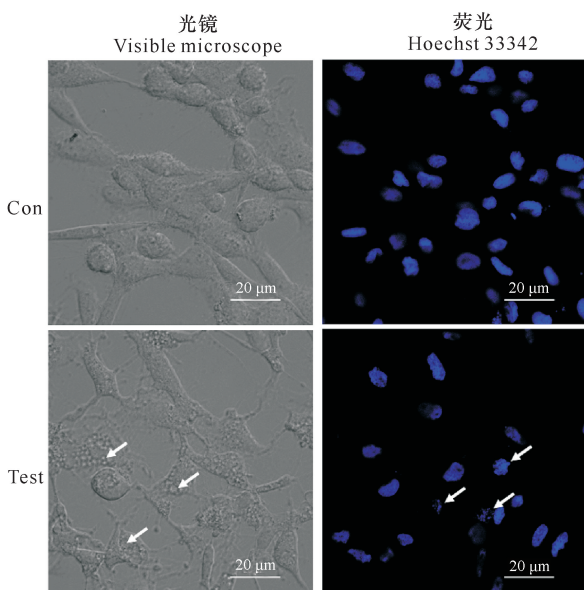 光镜
Visible microscope
荧光
Hoechst 33342
Con
20 μm
20 μm
Test
20 μm
20 μm